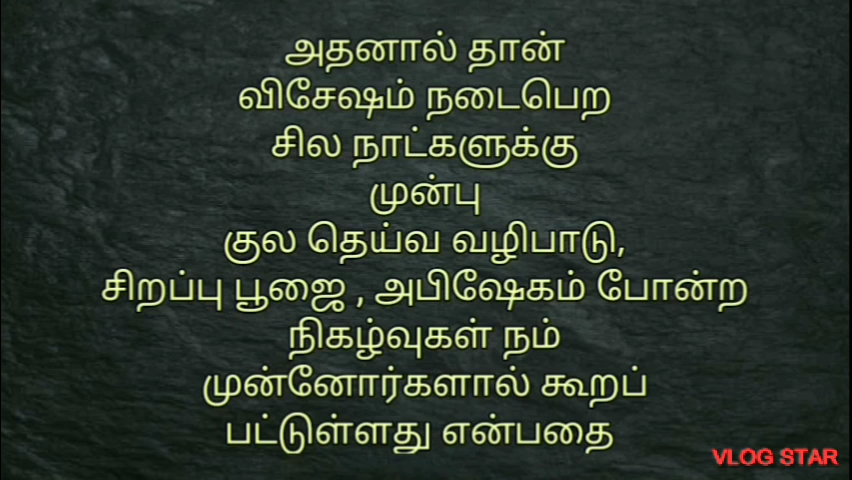 அதனால் தான்
விசேஷம் நடைபெற
சில நாட்களுக்கு
முன்பு
குல தெய்வ வழிபாடு,
சிறப்பு பூஜை , அபிஷேகம் போன்ற
நிகழ்வுகள் நம்
முன்னோர்களால் கூறப்
பட்டுள்ளது என்பதை
VLOG STAR